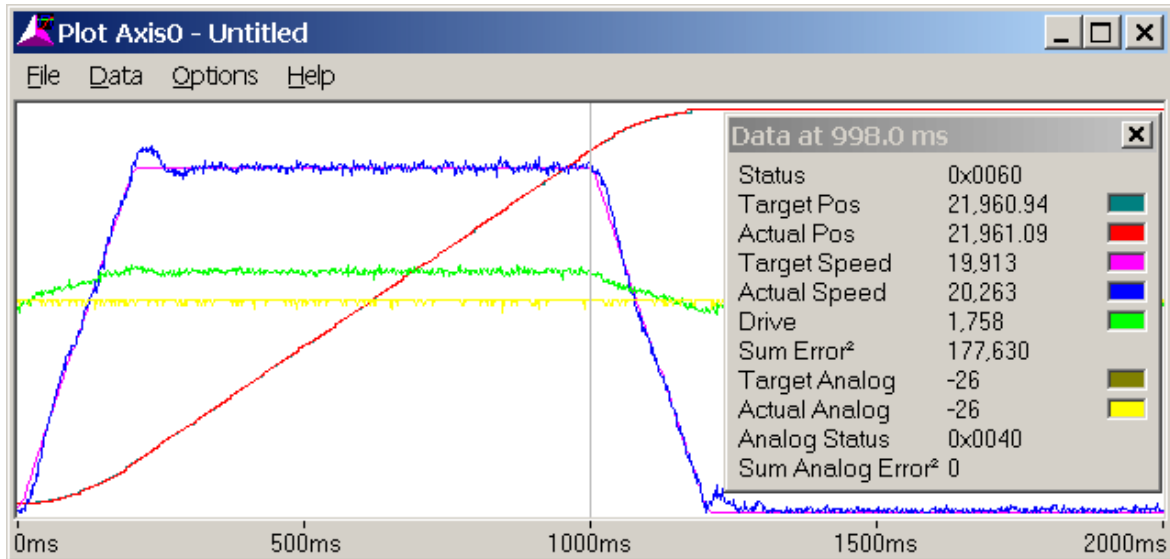 Plot Axis0 - Untitled
File Data Options Help
Data at 998.0 ms
Status 0x0060
Target Pos 21,960.94
Actual Pos 21,961.09
Target Speed 19,913
Actual Speed 20,263
Drive 1,758
Sum Error² 177,630
Target Analog -26
Actual Analog -26
Analog Status 0x0040
Sum Analog Error² 0
0ms 500ms 1000ms 1500ms 2000ms